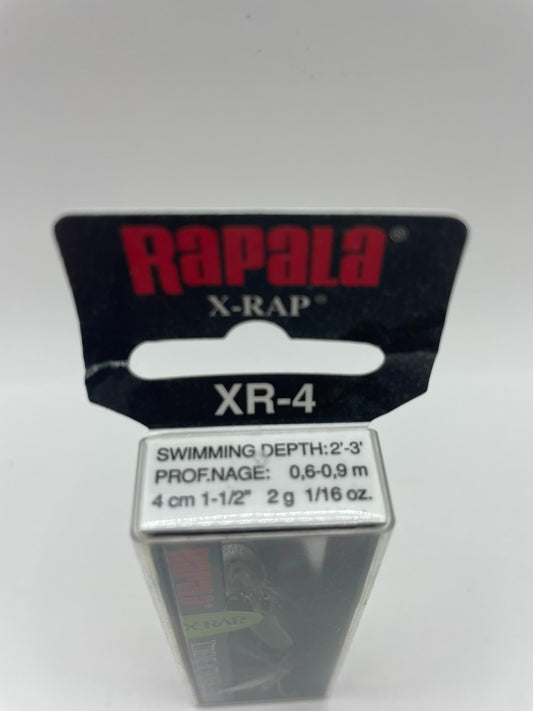 RAPALA®
X-RAP®
XR-4
SWIMMING DEPTH:2'-3'
PROF.NAGE: 0,6-0,9 m
4 cm 1-1/2" 2 g 1/16 oz.
X-RAP